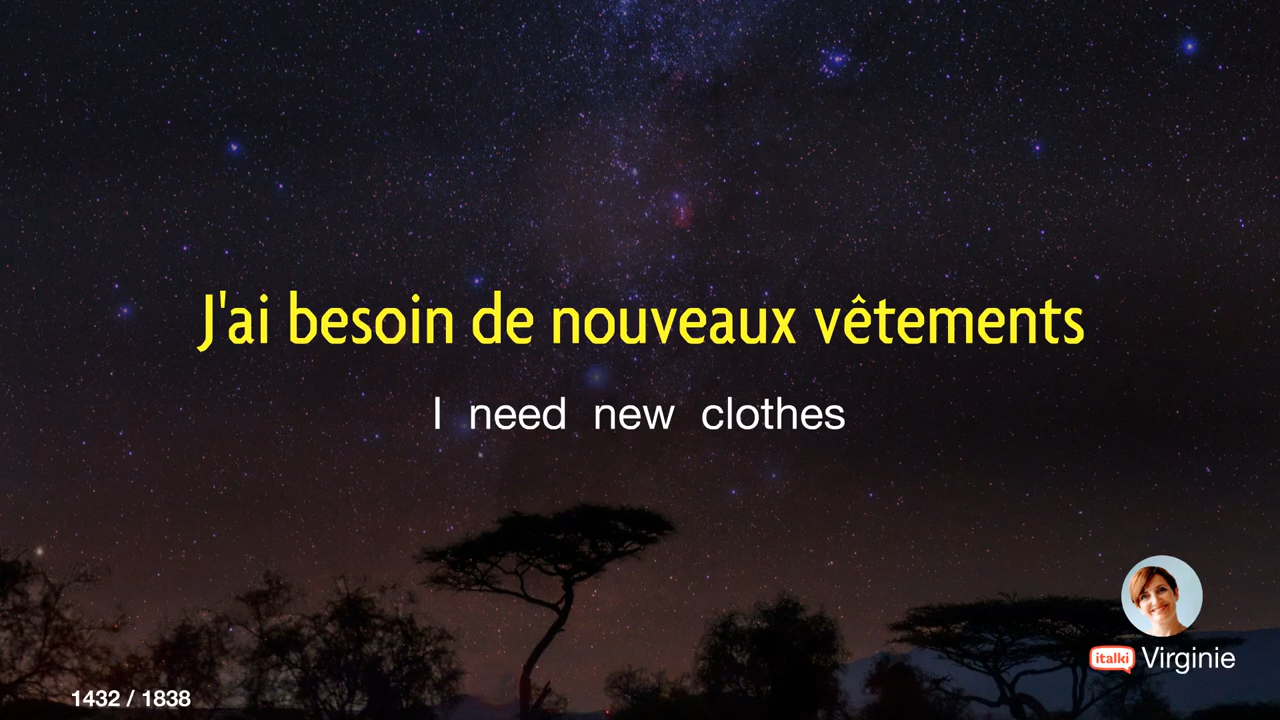 J'ai besoin de nouveaux vêtements
I need new clothes
italki Virginie
1432 / 1838